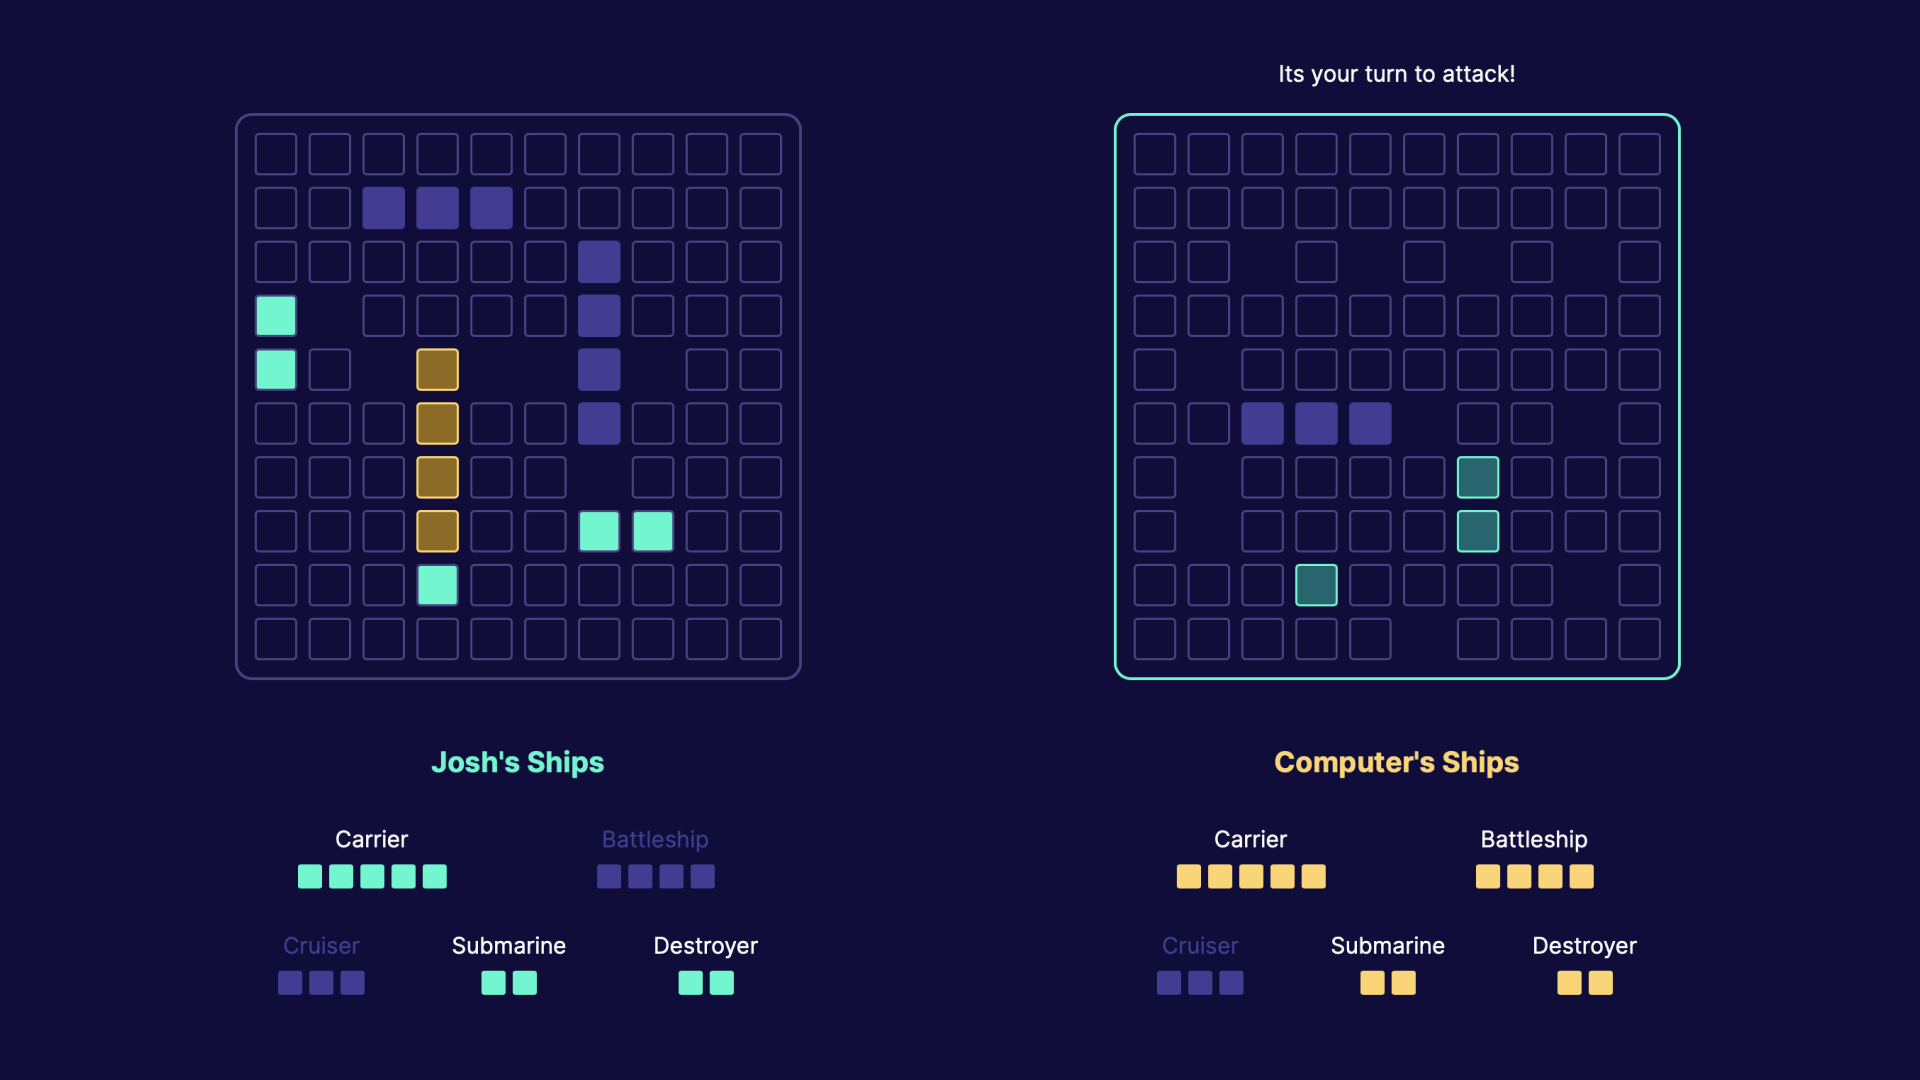 Its your turn to attack!
Josh's Ships
Computer's Ships
Carrier
Battleship
Carrier
Battleship
Cruiser
Submarine
Destroyer
Cruiser
Submarine
Destroyer